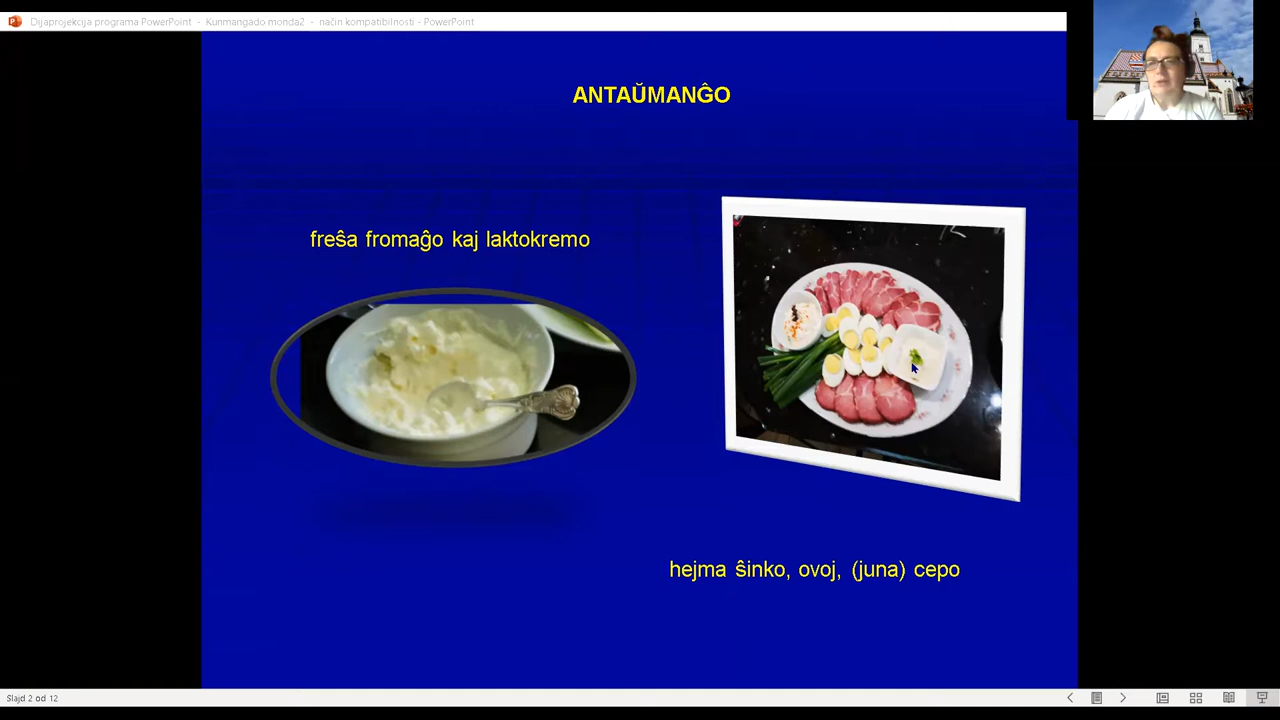 Dijaprojekcija programa PowerPoint - Kunmangado monda2 - način kompatibilnosti - PowerPoint
ANTAŬMANĜO
freŝa fromaĝo kaj laktokremo
hejma ŝinko, ovoj, (juna) cepo
Slajd 2 od 12